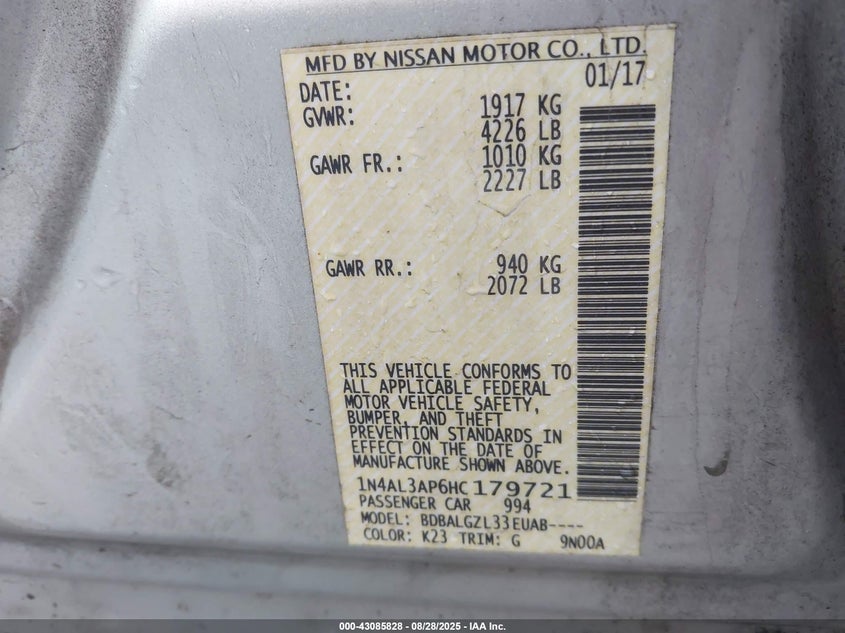 MFD BY NISSAN MOTOR CO., LTD.
DATE: 01/17
GVWR: 1917 KG
4226 LB
GAWR FR.: 1010 KG
2227 LB
GAWR RR.: 940 KG
2072 LB
THIS VEHICLE CONFORMS TO
ALL APPLICABLE FEDERAL
MOTOR VEHICLE SAFETY,
BUMPER, AND THEFT
PREVENTION STANDARDS IN
EFFECT ON THE DATE OF
MANUFACTURE SHOWN ABOVE.
1N4AL3AP6HC179721
PASSENGER CAR 994
MODEL: BDBALGZL33EUAB----
COLOR: K23 TRIM: G 9N00A
000-43085828 - 08/28/2025 - IAA Inc.